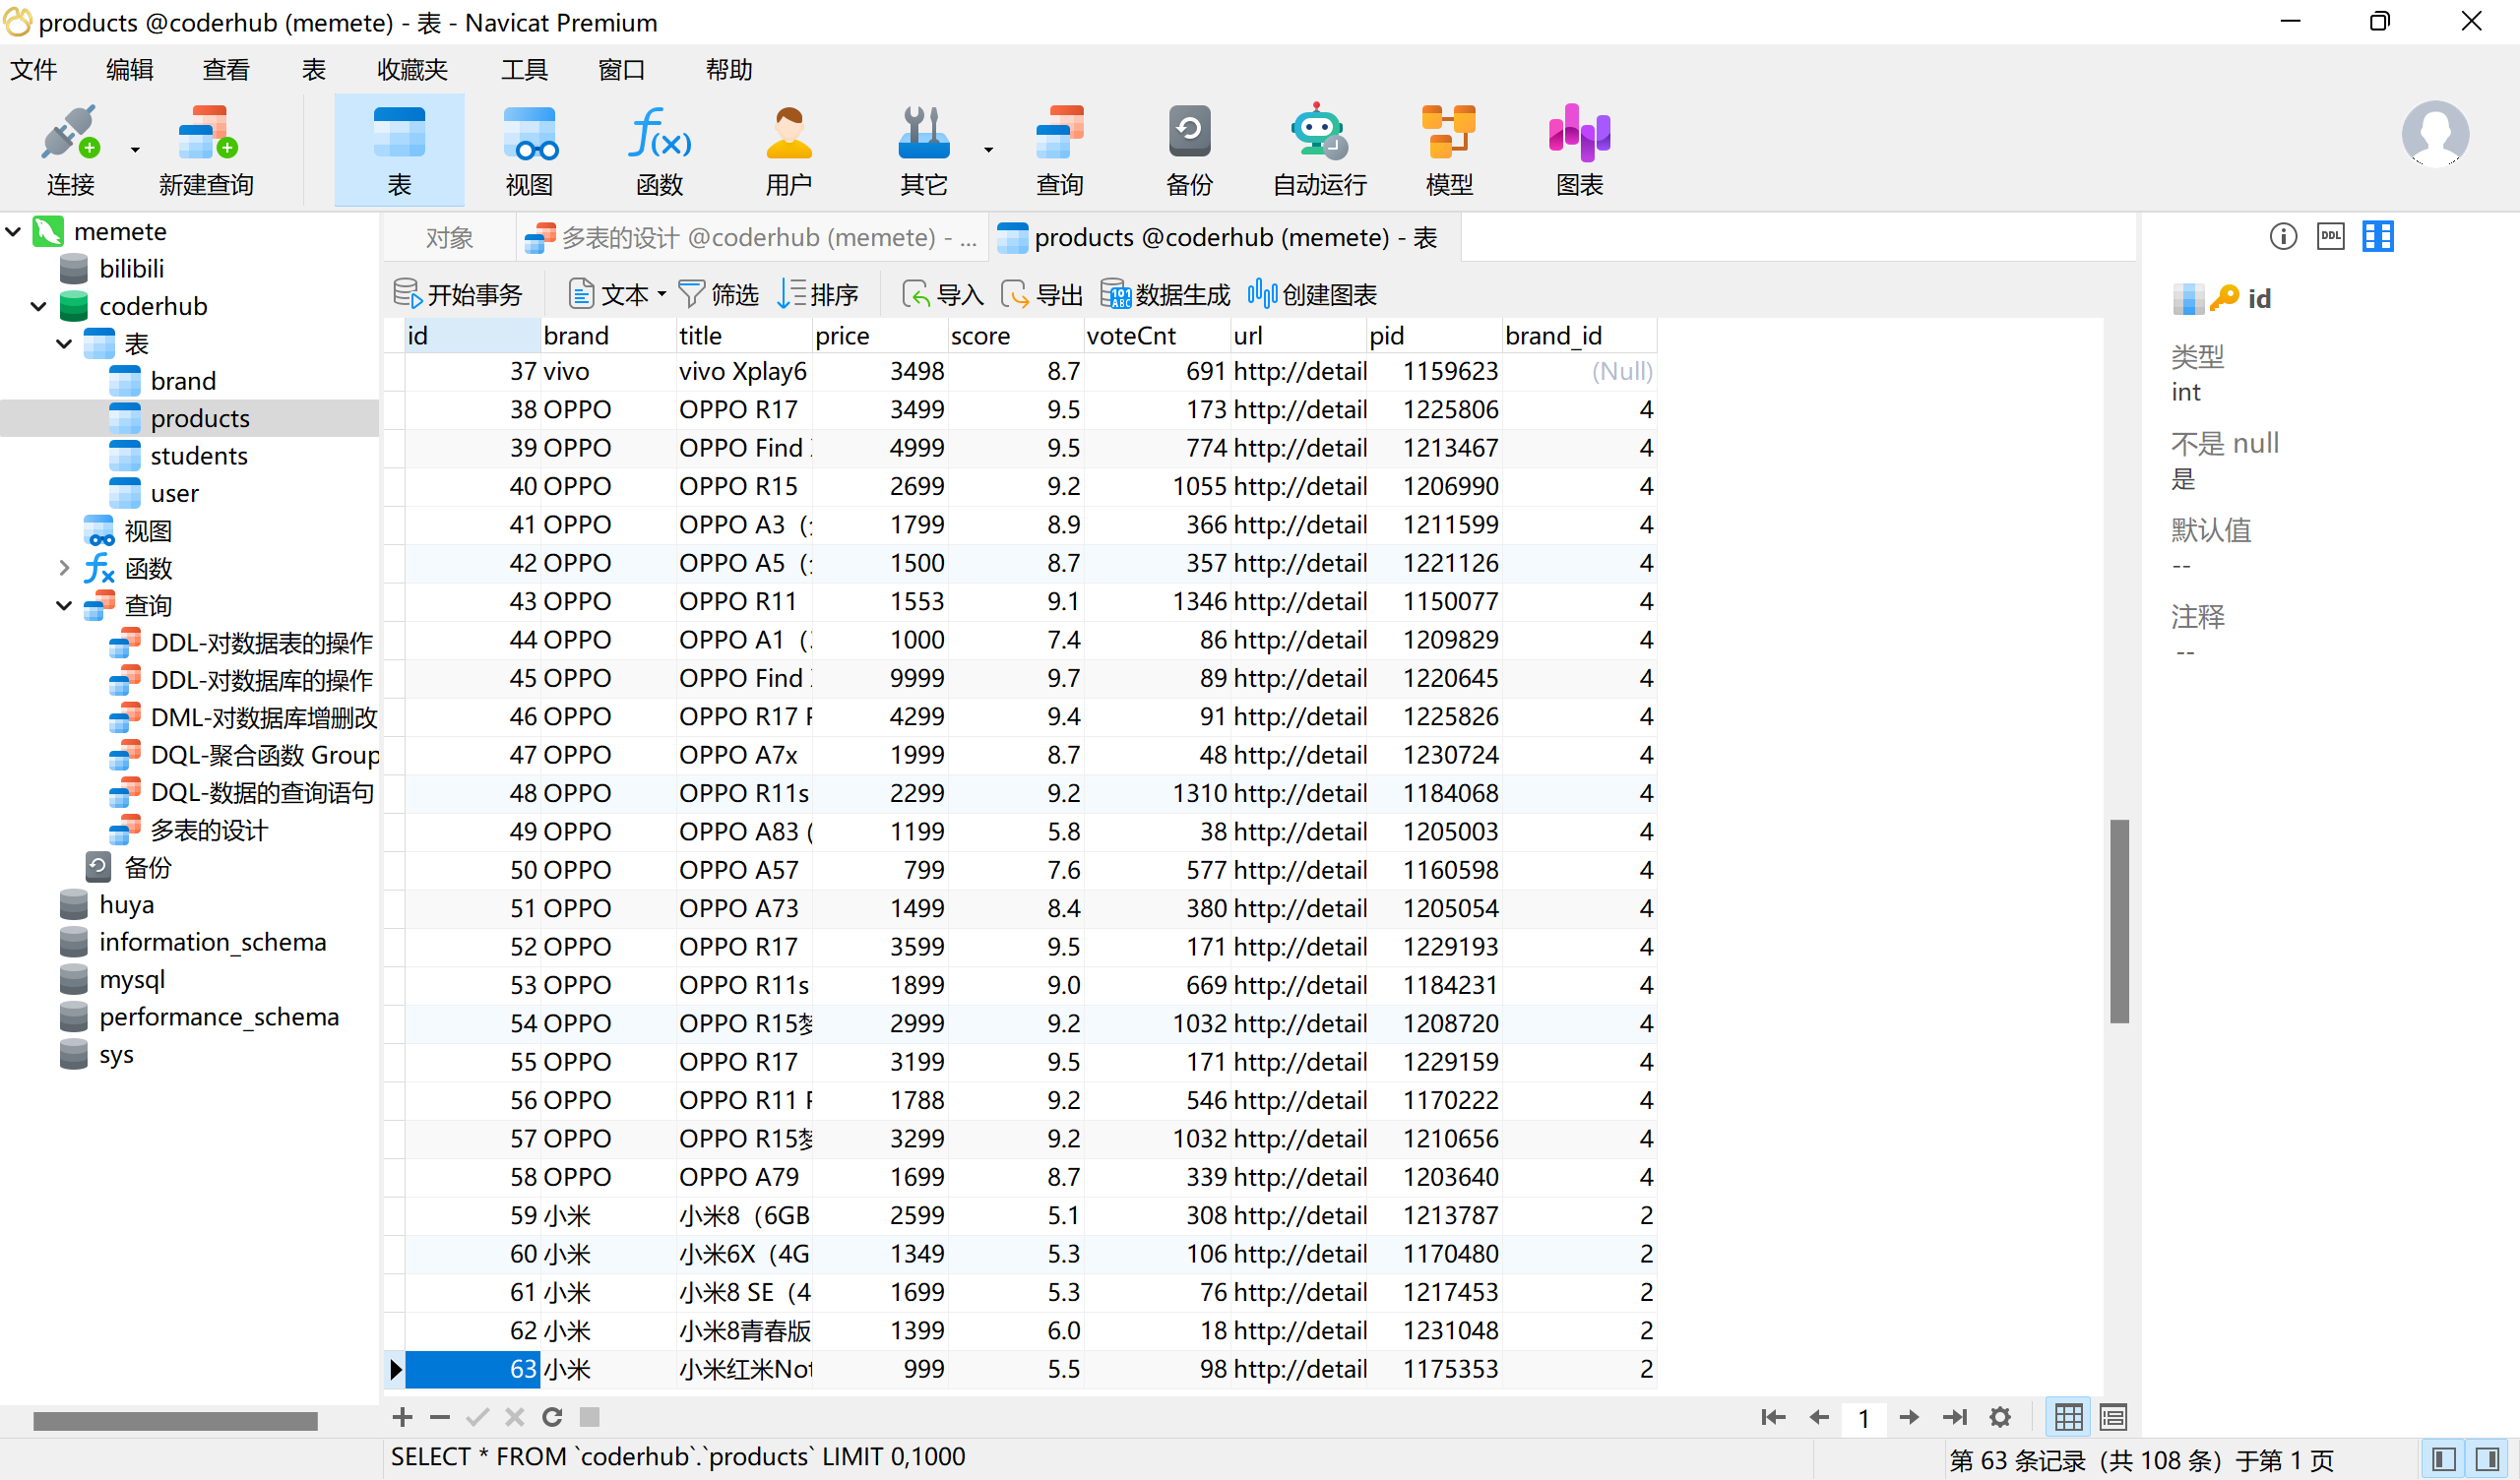 products @coderhub (memete) - 表 - Navicat Premium
文件 编辑 查看 表 收藏夹 工具 窗口 帮助
连接 新建查询 表 视图 函数 用户 其它 查询 备份 自动运行 模型 图表
memete
bilibili
coderhub
表
brand
products
students
user
视图
函数
查询
DDL-对数据表的操作
DDL-对数据库的操作
DML-对数据库增删改
DQL-聚合函数 Group
DQL-数据的查询语句
多表的设计
备份
huya
information_schema
mysql
performance_schema
sys
对象 多表的设计 @coderhub (memete) - ... products @coderhub (memete) - 表
开始事务 文本 筛选 排序 导入 导出 数据生成 创建图表
id brand title price score voteCnt url pid brand_id
37 vivo vivo Xplay6 3498 8.7 691 http://detail 1159623 (Null)
38 OPPO OPPO R17 3499 9.5 173 http://detail 1225806 4
39 OPPO OPPO Find 4999 9.5 774 http://detail 1213467 4
40 OPPO OPPO R15 2699 9.2 1055 http://detail 1206990 4
41 OPPO OPPO A3（ 1799 8.9 366 http://detail 1211599 4
42 OPPO OPPO A5（ 1500 8.7 357 http://detail 1221126 4
43 OPPO OPPO R11 1553 9.1 1346 http://detail 1150077 4
44 OPPO OPPO A1（ 1000 7.4 86 http://detail 1209829 4
45 OPPO OPPO Find 9999 9.7 89 http://detail 1220645 4
46 OPPO OPPO R17 4299 9.4 91 http://detail 1225826 4
47 OPPO OPPO A7x 1999 8.7 48 http://detail 1230724 4
48 OPPO OPPO R11s 2299 9.2 1310 http://detail 1184068 4
49 OPPO OPPO A83 ( 1199 5.8 38 http://detail 1205003 4
50 OPPO OPPO A57 799 7.6 577 http://detail 1160598 4
51 OPPO OPPO A73 1499 8.4 380 http://detail 1205054 4
52 OPPO OPPO R17 3599 9.5 171 http://detail 1229193 4
53 OPPO OPPO R11s 1899 9.0 669 http://detail 1184231 4
54 OPPO OPPO R15梦 2999 9.2 1032 http://detail 1208720 4
55 OPPO OPPO R17 3199 9.5 171 http://detail 1229159 4
56 OPPO OPPO R11 1788 9.2 546 http://detail 1170222 4
57 OPPO OPPO R15梦 3299 9.2 1032 http://detail 1210656 4
58 OPPO OPPO A79 1699 8.7 339 http://detail 1203640 4
59 小米 小米8（6GB 2599 5.1 308 http://detail 1213787 2
60 小米 小米6X（4G 1349 5.3 106 http://detail 1170480 2
61 小米 小米8 SE（4 1699 5.3 76 http://detail 1217453 2
62 小米 小米8青春版 1399 6.0 18 http://detail 1231048 2
63 小米 小米红米Not 999 5.5 98 http://detail 1175353 2
1
DDL
id
类型
int
不是 null
是
默认值
--
注释
--
SELECT * FROM `coderhub`.`products` LIMIT 0,1000
第 63 条记录（共 108 条）于第 1 页